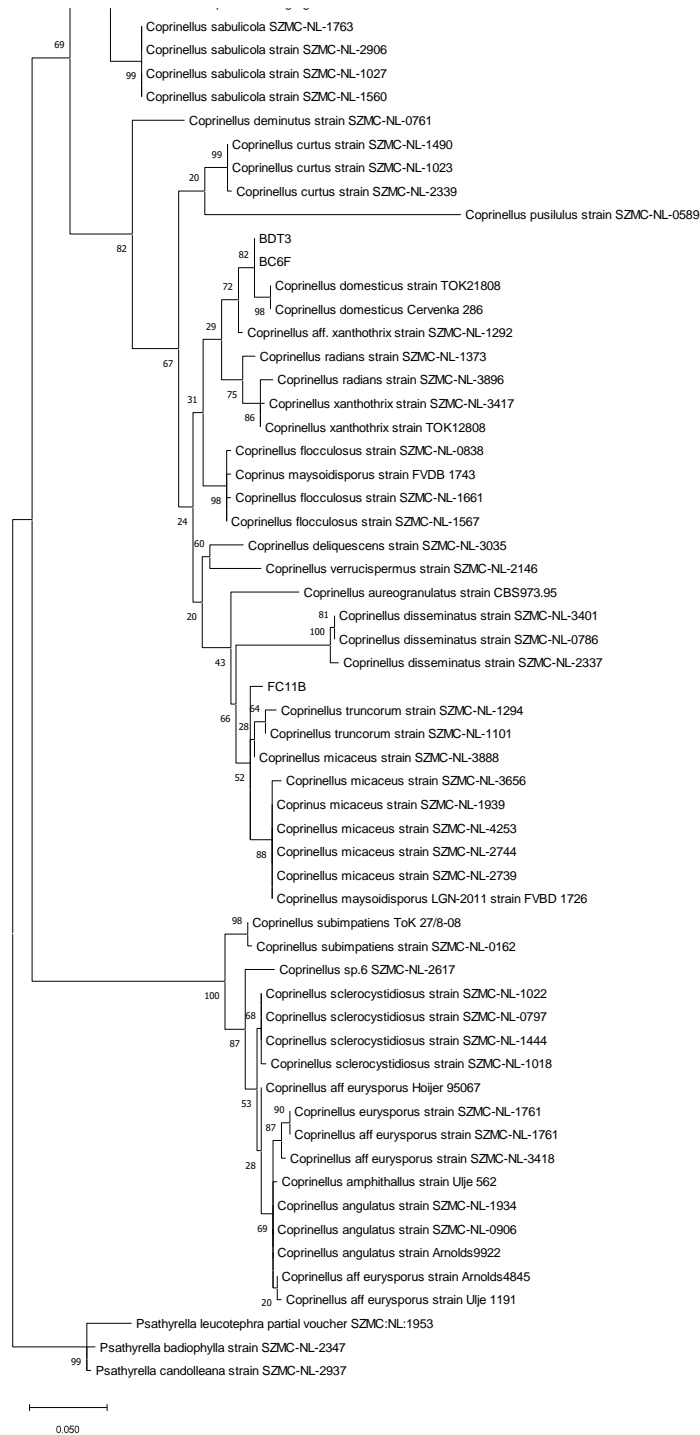 69
Coprinellus sabulicola SZMC-NL-1763
Coprinellus sabulicola strain SZMC-NL-2906
Coprinellus sabulicola strain SZMC-NL-1027
99
Coprinellus sabulicola strain SZMC-NL-1560
Coprinellus deminutus strain SZMC-NL-0761
Coprinellus curtus strain SZMC-NL-1490
99
Coprinellus curtus strain SZMC-NL-1023
20
Coprinellus curtus strain SZMC-NL-2339
Coprinellus pusilulus strain SZMC-NL-0589
82
BDT3
82
BC6F
72
Coprinellus domesticus strain TOK21808
98
Coprinellus domesticus Cervenka 286
29
Coprinellus aff. xanthothrix strain SZMC-NL-1292
67
Coprinellus radians strain SZMC-NL-1373
Coprinellus radians strain SZMC-NL-3896
75
31
Coprinellus xanthothrix strain SZMC-NL-3417
86
Coprinellus xanthothrix strain TOK12808
Coprinellus flocculosus strain SZMC-NL-0838
Coprinus maysoidisporus strain FVDB 1743
98
Coprinellus flocculosus strain SZMC-NL-1661
24
Coprinellus flocculosus strain SZMC-NL-1567
60
Coprinellus deliquescens strain SZMC-NL-3035
Coprinellus verrucispermus strain SZMC-NL-2146
Coprinellus aureogranulatus strain CBS973.95
20
81
Coprinellus disseminatus strain SZMC-NL-3401
100
Coprinellus disseminatus strain SZMC-NL-0786
43
Coprinellus disseminatus strain SZMC-NL-2337
FC11B
64
Coprinellus truncorum strain SZMC-NL-1294
66
28
Coprinellus truncorum strain SZMC-NL-1101
Coprinellus micaceus strain SZMC-NL-3888
52
Coprinellus micaceus strain SZMC-NL-3656
Coprinus micaceus strain SZMC-NL-1939
Coprinellus micaceus strain SZMC-NL-4253
88
Coprinellus micaceus strain SZMC-NL-2744
Coprinellus micaceus strain SZMC-NL-2739
Coprinellus maysoidisporus LGN-2011 strain FVBD 1726
98
Coprinellus subimpatiens ToK 27/8-08
Coprinellus subimpatiens strain SZMC-NL-0162
Coprinellus sp.6 SZMC-NL-2617
100
Coprinellus sclerocystidiosus strain SZMC-NL-1022
68
Coprinellus sclerocystidiosus strain SZMC-NL-0797
87
Coprinellus sclerocystidiosus strain SZMC-NL-1444
Coprinellus sclerocystidiosus strain SZMC-NL-1018
Coprinellus aff eurysporus Hoijer 95067
53
90
Coprinellus eurysporus strain SZMC-NL-1761
87
Coprinellus aff eurysporus strain SZMC-NL-1761
Coprinellus aff eurysporus strain SZMC-NL-3418
28
Coprinellus amphithallus strain Ulje 562
Coprinellus angulatus strain SZMC-NL-1934
69
Coprinellus angulatus strain SZMC-NL-0906
Coprinellus angulatus strain Arnolds9922
Coprinellus aff eurysporus strain Arnolds4845
20
Coprinellus aff eurysporus strain Ulje 1191
Psathyrella leucotephra partial voucher SZMC:NL:1953
Psathyrella badiophylla strain SZMC-NL-2347
99
Psathyrella candolleana strain SZMC-NL-2937
0.050